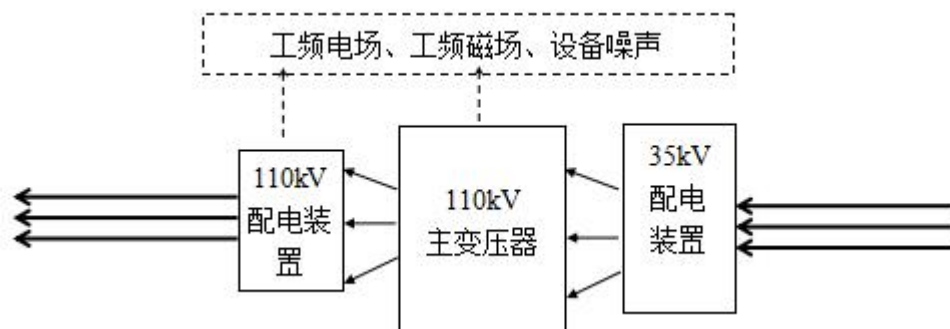 工频电场、工频磁场、设备噪声
110kV
配电装
置
110kV
主变压器
35kV
配电
装置